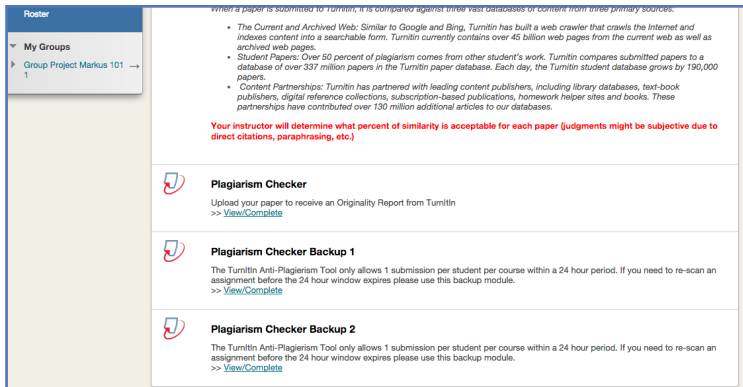 Roster
My Groups
Group Project Markus 101 →
1
When a paper is submitted to Turnitin, it is compared against three vast databases of content from three primary sources:
• The Current and Archived Web: Similar to Google and Bing, Turnitin has built a web crawler that crawls the Internet and
indexes content into a searchable form. Turnitin currently contains over 45 billion web pages from the current web as well as
archived web pages.
• Student Papers: Over 50 percent of plagiarism comes from other student's work. Turnitin compares submitted papers to a
database of over 337 million papers in the Turnitin paper database. Each day, the Turnitin student database grows by 190,000
papers.
• Content Partnerships: Turnitin has partnered with leading content publishers, including library databases, text-book
publishers, digital reference collections, subscription-based publications, homework helper sites and books. These
partnerships have contributed over 130 million additional articles to our databases.
Your instructor will determine what percent of similarity is acceptable for each paper (judgments might be subjective due to
direct citations, paraphrasing, etc.)
Plagiarism Checker
Upload your paper to receive an Originality Report from TurnItIn
>> View/Complete
Plagiarism Checker Backup 1
The TurnItIn Anti-Plagierism Tool only allows 1 submission per student per course within a 24 hour period. If you need to re-scan an
assignment before the 24 hour window expires please use this backup module.
>> View/Complete
Plagiarism Checker Backup 2
The TurnItIn Anti-Plagierism Tool only allows 1 submission per student per course within a 24 hour period. If you need to re-scan an
assignment before the 24 hour window expires please use this backup module.
>> View/Complete